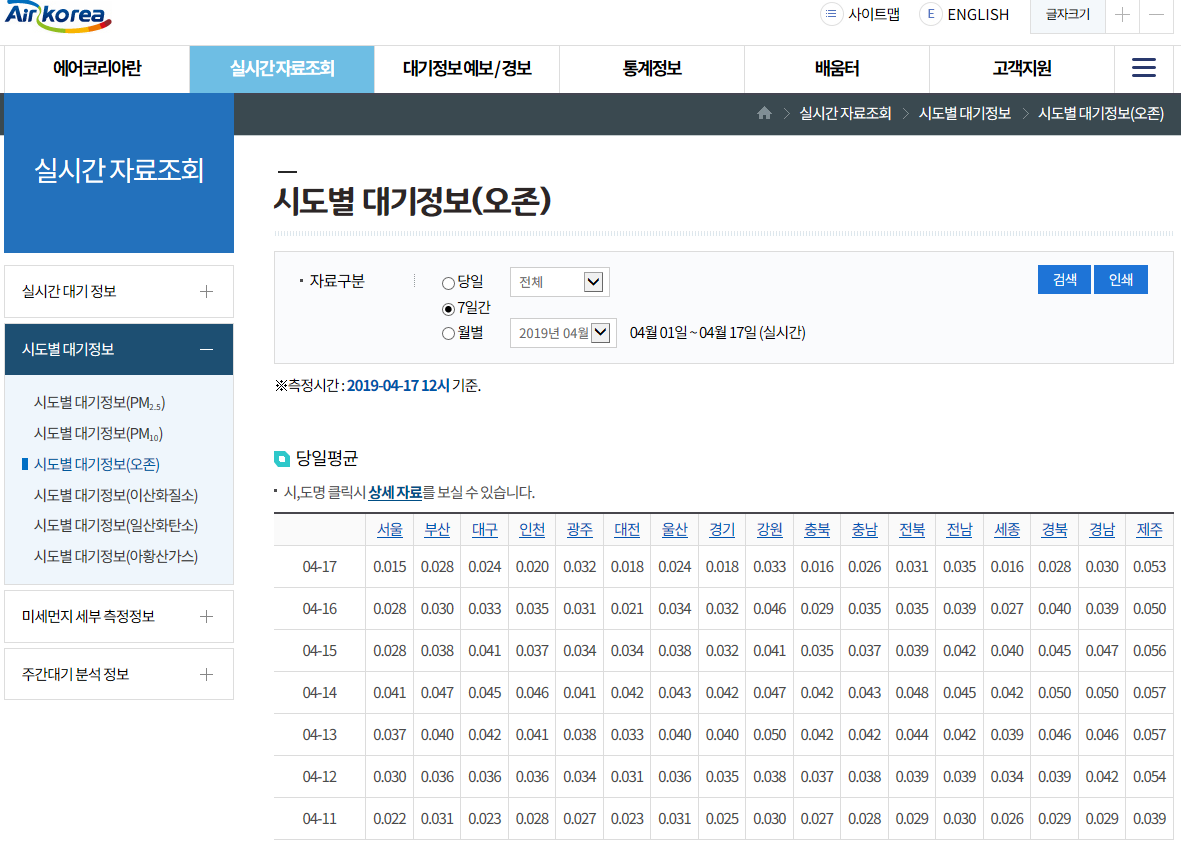 Airkorea
사이트맵 E ENGLISH 글자크기
에어코리아란 실시간 자료조회 대기정보 예보/경보 통계정보 배움터 고객지원
실시간 자료조회 시도별 대기정보 시도별 대기정보(오존)
실시간 자료조회
실시간 대기 정보
시도별 대기정보
시도별 대기정보(PM2.5)
시도별 대기정보(PM10)
시도별 대기정보(오존)
시도별 대기정보(이산화질소)
시도별 대기정보(일산화탄소)
시도별 대기정보(아황산가스)
미세먼지 세부 측정정보
주간대기 분석 정보
시도별 대기정보(오존)
자료구분 당일 전체 검색 인쇄
7일간
월별 2019년 04월 04월 01일 ~ 04월 17일 (실시간)
※측정시간 : 2019-04-17 12시 기준.
당일평균
시,도명 클릭시 상세 자료를 보실 수 있습니다.
서울 부산 대구 인천 광주 대전 울산 경기 강원 충북 충남 전북 전남 세종 경북 경남 제주
04-17 0.015 0.028 0.024 0.020 0.032 0.018 0.024 0.018 0.033 0.016 0.026 0.031 0.035 0.016 0.028 0.030 0.053
04-16 0.028 0.030 0.033 0.035 0.031 0.021 0.034 0.032 0.046 0.029 0.035 0.035 0.039 0.027 0.040 0.039 0.050
04-15 0.028 0.038 0.041 0.037 0.034 0.034 0.038 0.032 0.041 0.035 0.037 0.039 0.042 0.040 0.045 0.047 0.056
04-14 0.041 0.047 0.045 0.046 0.041 0.042 0.043 0.042 0.047 0.042 0.043 0.048 0.045 0.042 0.050 0.050 0.057
04-13 0.037 0.040 0.042 0.041 0.038 0.033 0.040 0.040 0.050 0.042 0.042 0.044 0.042 0.039 0.046 0.046 0.057
04-12 0.030 0.036 0.036 0.036 0.034 0.031 0.036 0.035 0.038 0.037 0.038 0.039 0.039 0.034 0.039 0.042 0.054
04-11 0.022 0.031 0.023 0.028 0.027 0.023 0.031 0.025 0.030 0.027 0.028 0.029 0.030 0.026 0.029 0.029 0.039